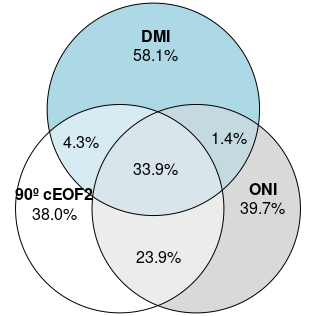 DMI
58.1%
4.3%
1.4%
33.9%
90º cEOF2
38.0%
ONI
39.7%
23.9%